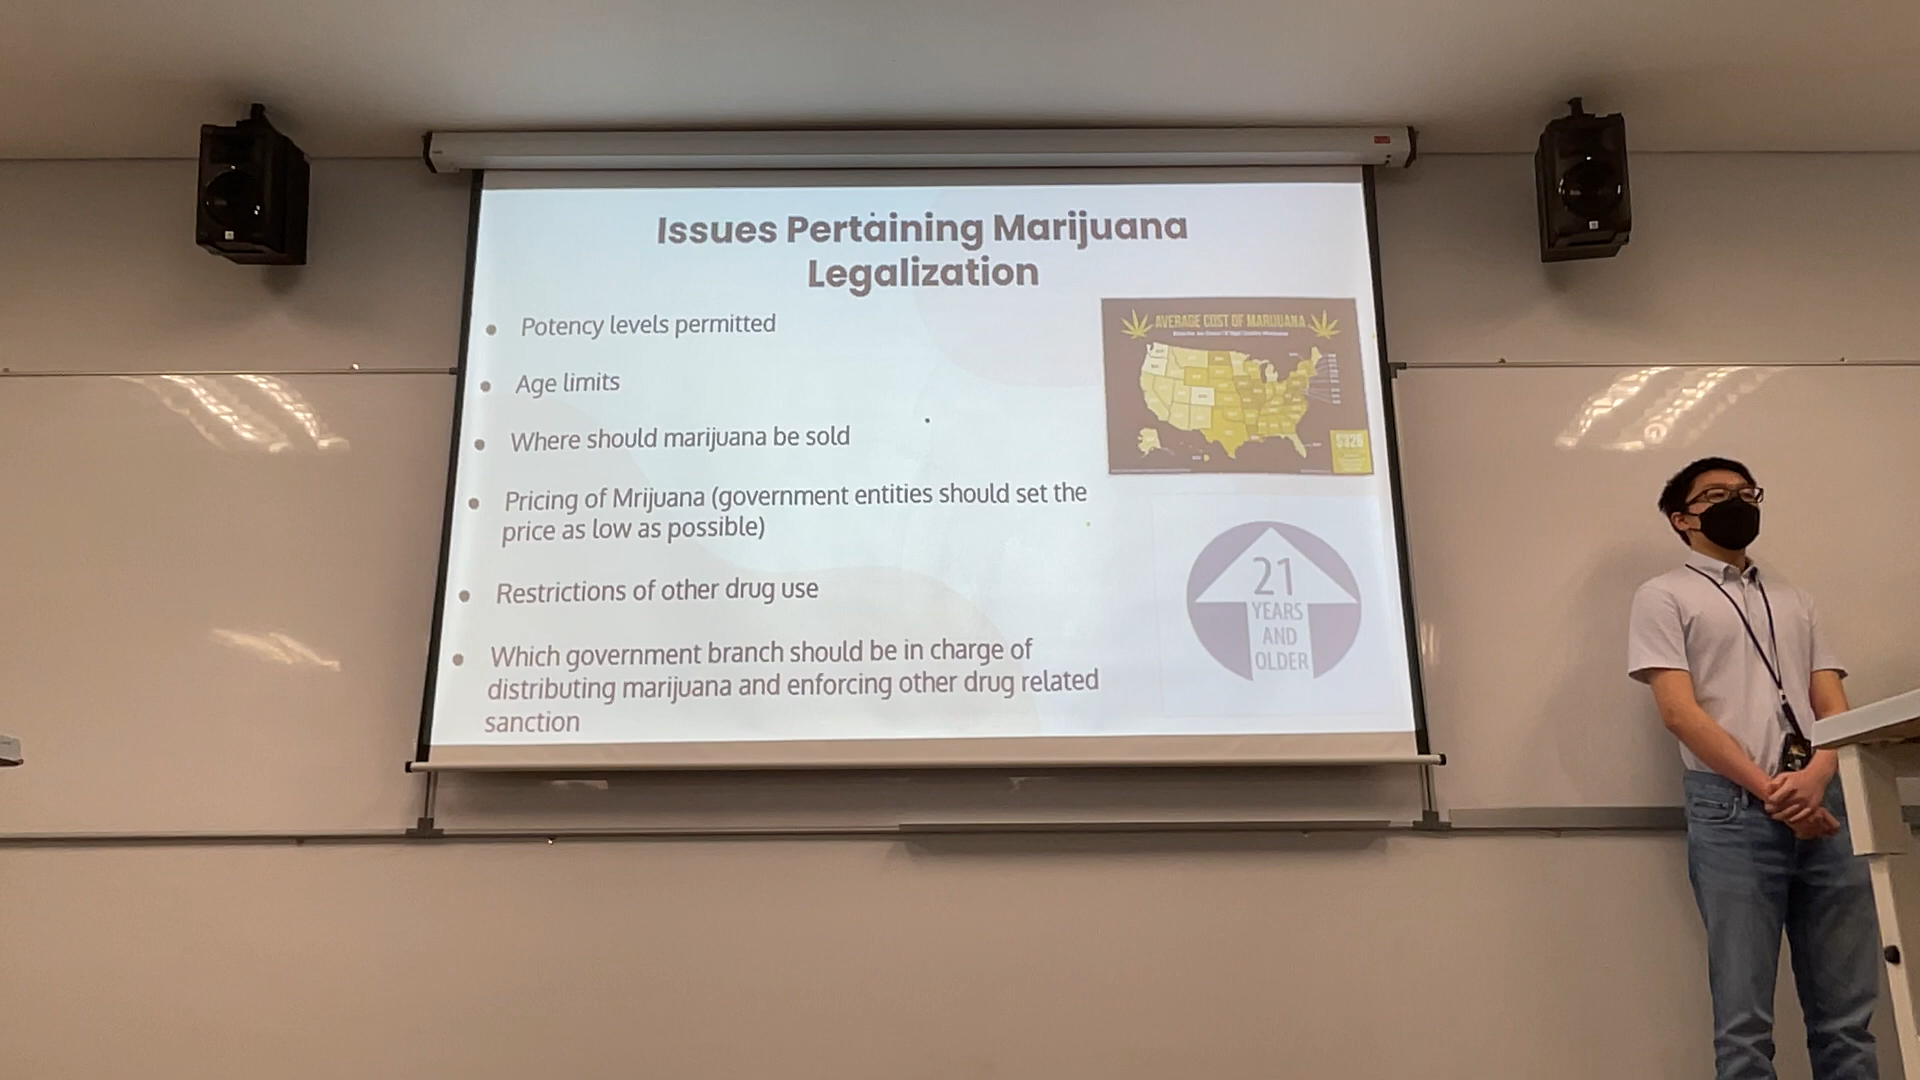 Issues Pertaining Marijuana
Legalization
Potency levels permitted
Age limits
Where should marijuana be sold
Pricing of Mrijuana (government entities should set the
price as low as possible)
Restrictions of other drug use
Which government branch should be in charge of
distributing marijuana and enforcing other drug related
sanction
AVERAGE COST OF MARIJUANA
$326
21
YEARS
AND
OLDER